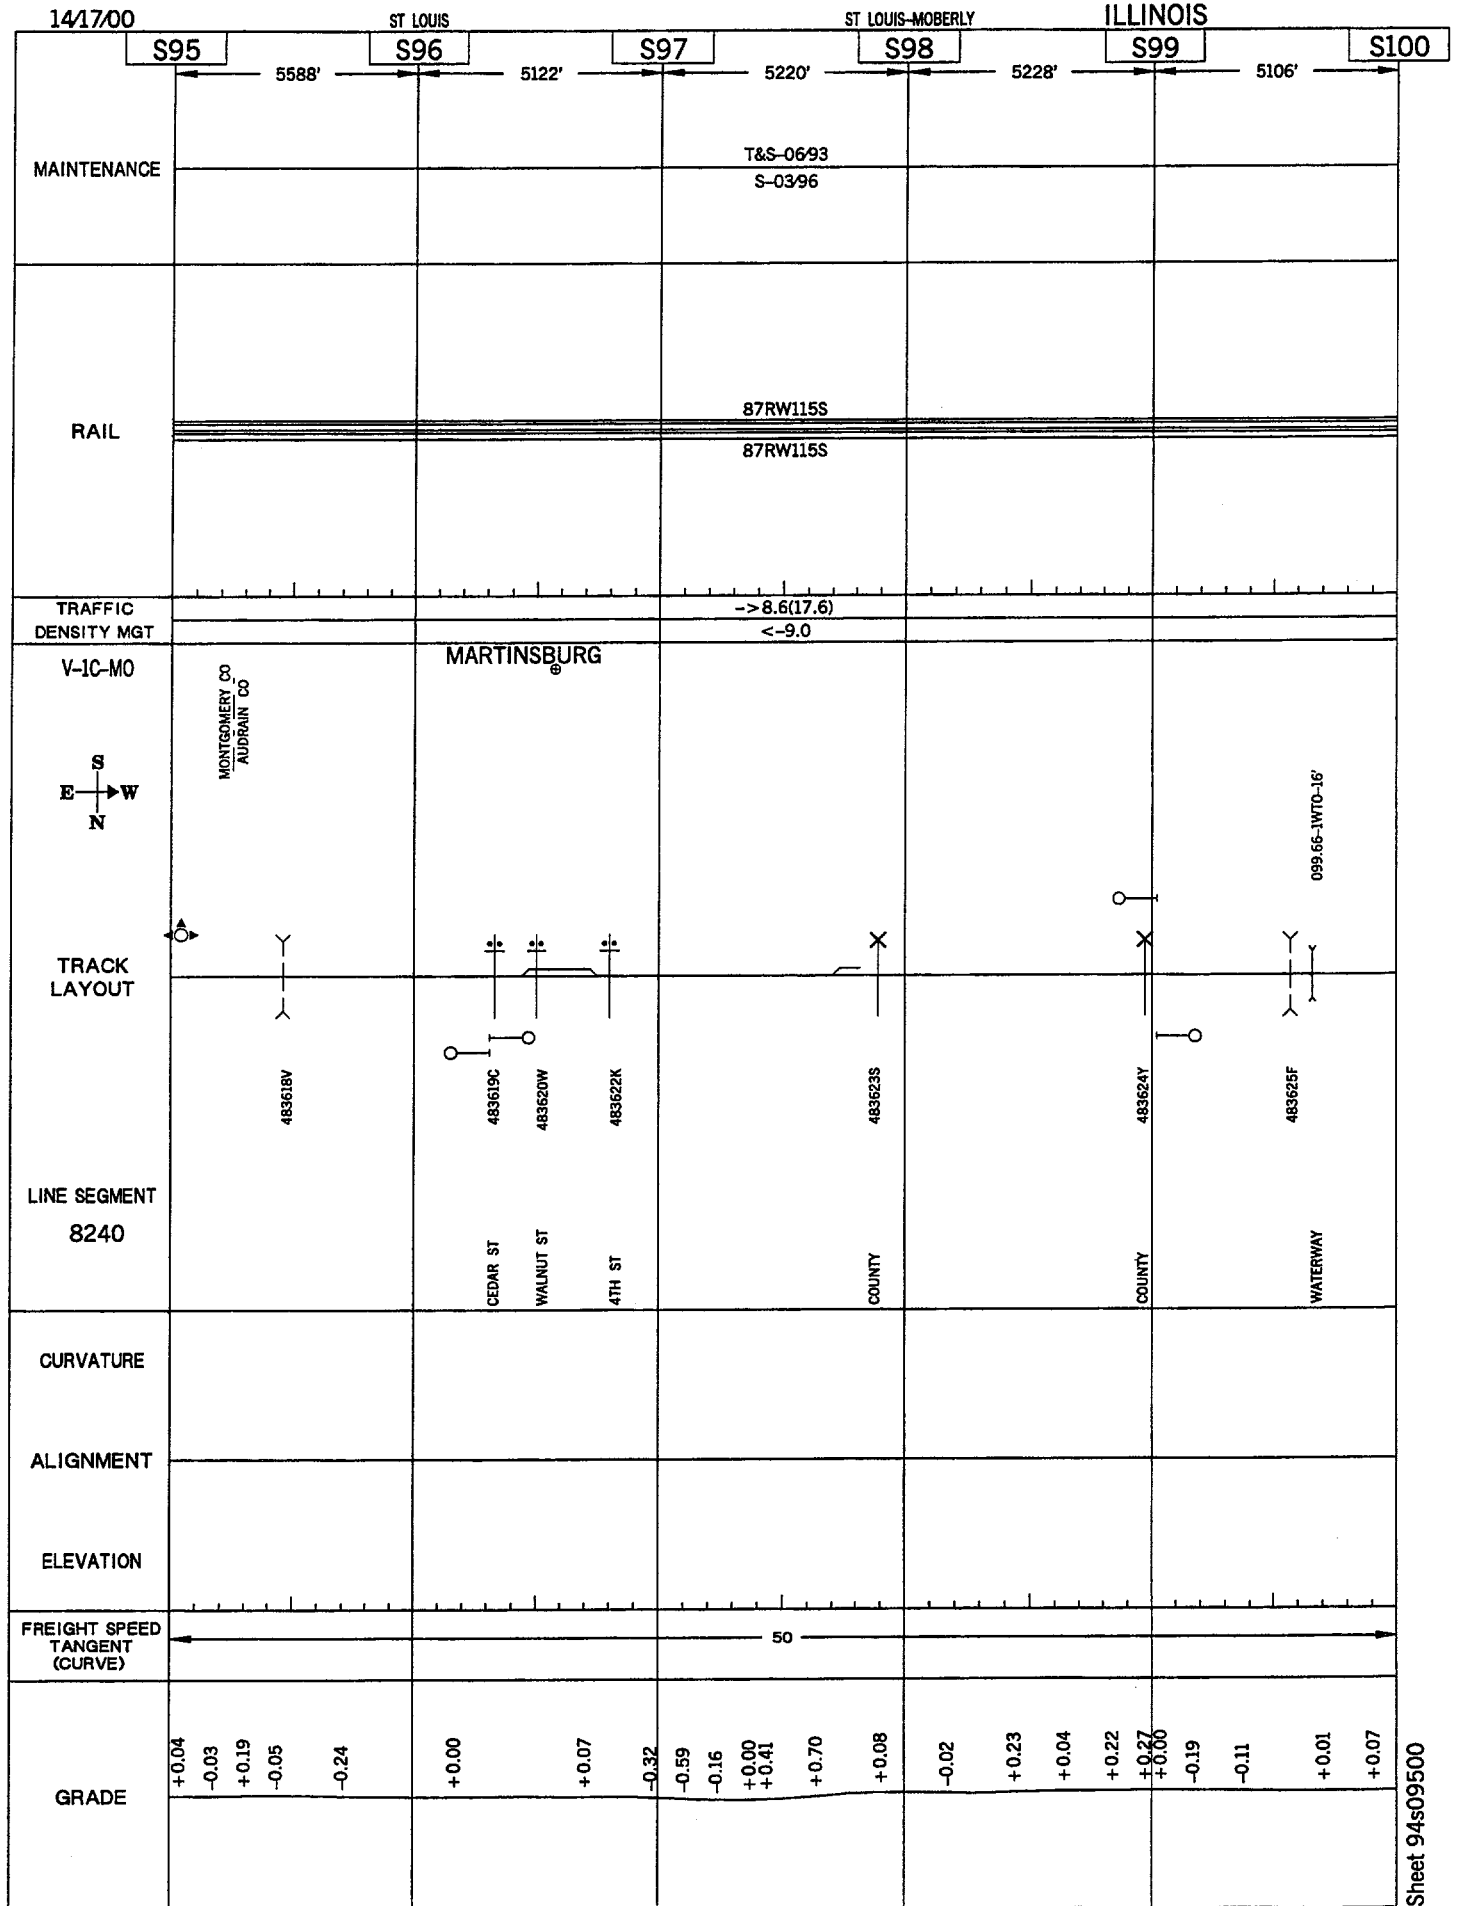 14/17/00 ST LOUIS ST LOUIS-MOBERLY ILLINOIS
S95 S96 S97 S98 S99 S100
5588' 5122' 5220' 5228' 5106'
MAINTENANCE
T&S-06/93
S-03/96
RAIL
87RW115S
87RW115S
TRAFFIC
DENSITY MGT
->8.6(17.6)
<-9.0
V-1C-MO
MARTINSBURG
MONTGOMERY CO
AUDRAIN CO
S
E W
N
099.66-1WTO-16'
TRACK
LAYOUT
483618V
483619C
483620W
483622K
483623S
483624Y
483625F
LINE SEGMENT
8240
CEDAR ST
WALNUT ST
4TH ST
COUNTY
COUNTY
WATERWAY
CURVATURE
ALIGNMENT
ELEVATION
FREIGHT SPEED
TANGENT
(CURVE)
50
GRADE
+0.04
-0.03
+0.19
-0.05
-0.24
+0.00
+0.07
-0.32
-0.59
-0.16
+0.00
+0.41
+0.70
+0.08
-0.02
+0.23
+0.04
+0.22
+0.27
+0.00
-0.19
-0.11
+0.01
+0.07
Sheet 94s09500